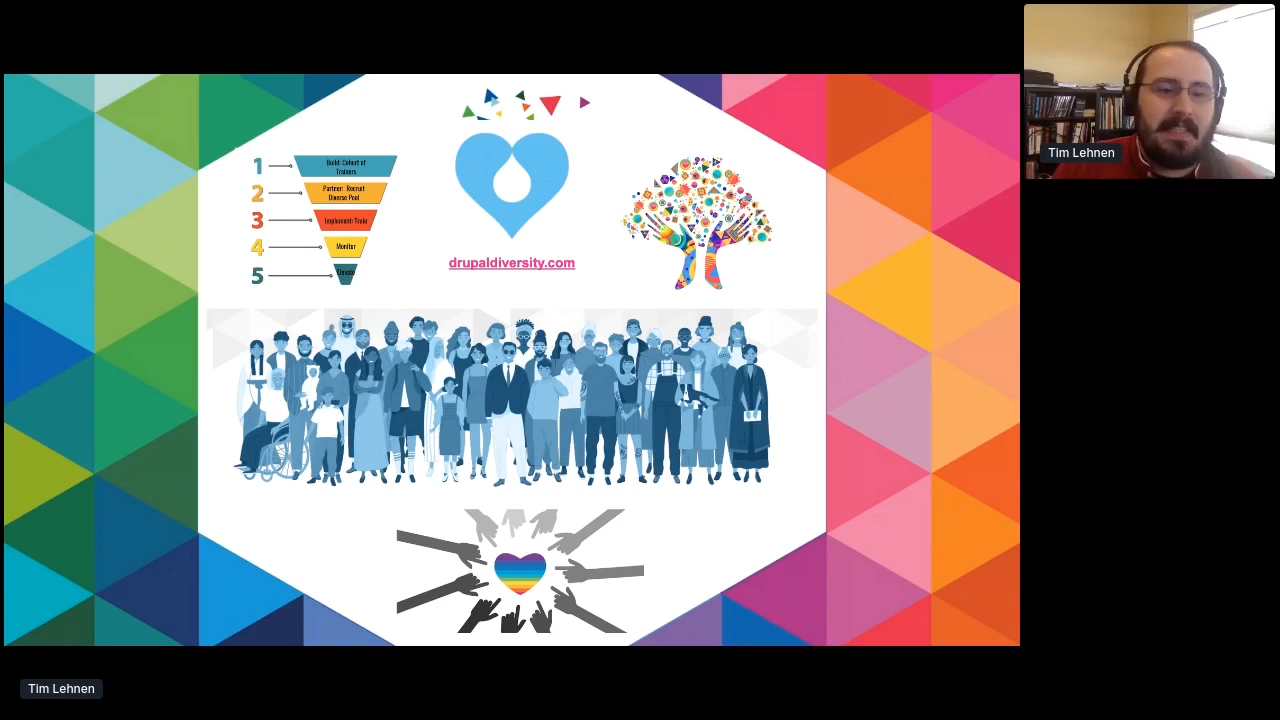 Tim Lehnen
1
Build: Cohort of
Trainers
2
Partner: Recruit
Diverse Pool
3
Implement: Train
4
Monitor
5
Elevate
drupaldiversity.com
Tim Lehnen